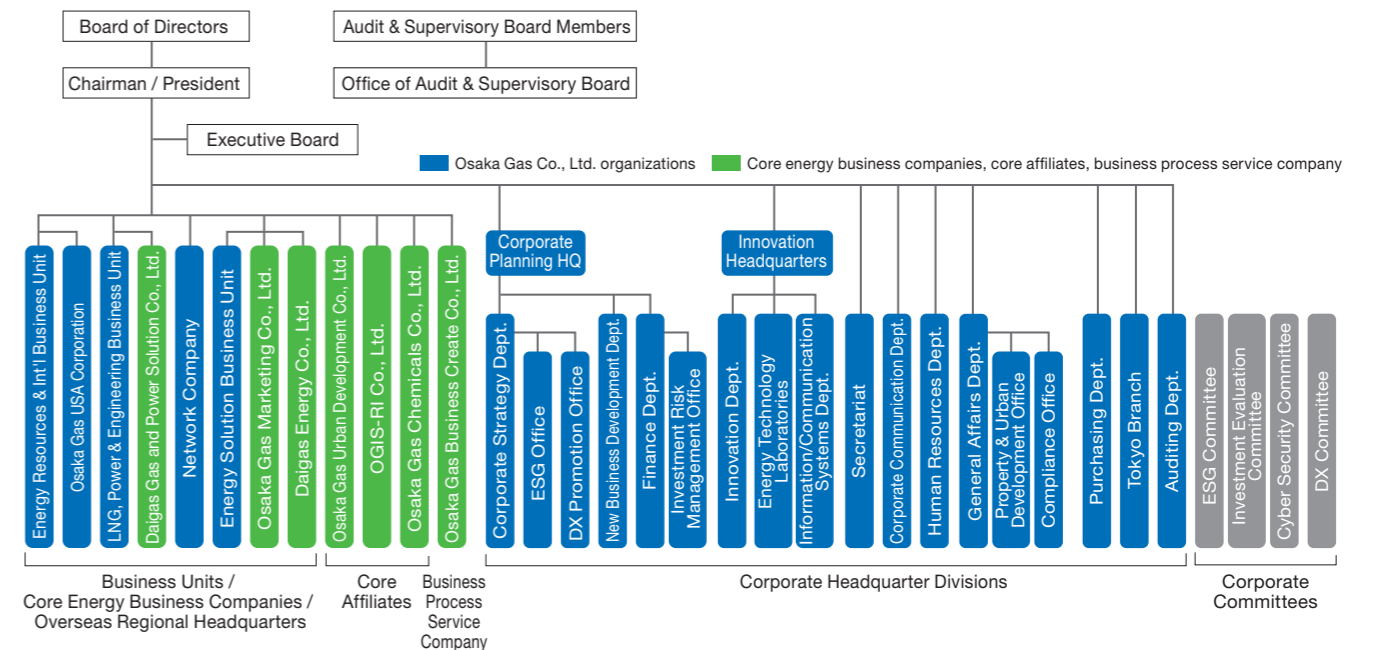 Board of Directors
Audit & Supervisory Board Members
Chairman / President
Office of Audit & Supervisory Board
Executive Board
Osaka Gas Co., Ltd. organizations
Core energy business companies, core affiliates, business process service company
Energy Resources & Int'l Business Unit
Osaka Gas USA Corporation
LNG, Power & Engineering Business Unit
Daigas Gas and Power Solution Co., Ltd.
Network Company
Energy Solution Business Unit
Osaka Gas Marketing Co., Ltd.
Daigas Energy Co., Ltd.
Osaka Gas Urban Development Co., Ltd.
OGIS-RI Co., Ltd.
Osaka Gas Chemicals Co., Ltd.
Osaka Gas Business Create Co., Ltd.
Corporate
Planning HQ
Corporate Strategy Dept.
ESG Office
DX Promotion Office
New Business Development Dept.
Finance Dept.
Investment Risk
Management Office
Innovation
Headquarters
Innovation Dept.
Energy Technology
Laboratories
Information/Communication
Systems Dept.
Secretariat
Corporate Communication Dept.
Human Resources Dept.
General Affairs Dept.
Property & Urban
Development Office
Compliance Office
Purchasing Dept.
Tokyo Branch
Auditing Dept.
ESG Committee
Investment Evaluation
Committee
Cyber Security Committee
DX Committee
Business Units /
Core Energy Business Companies /
Overseas Regional Headquarters
Core
Affiliates
Business
Process
Service
Company
Corporate Headquarter Divisions
Corporate
Committees